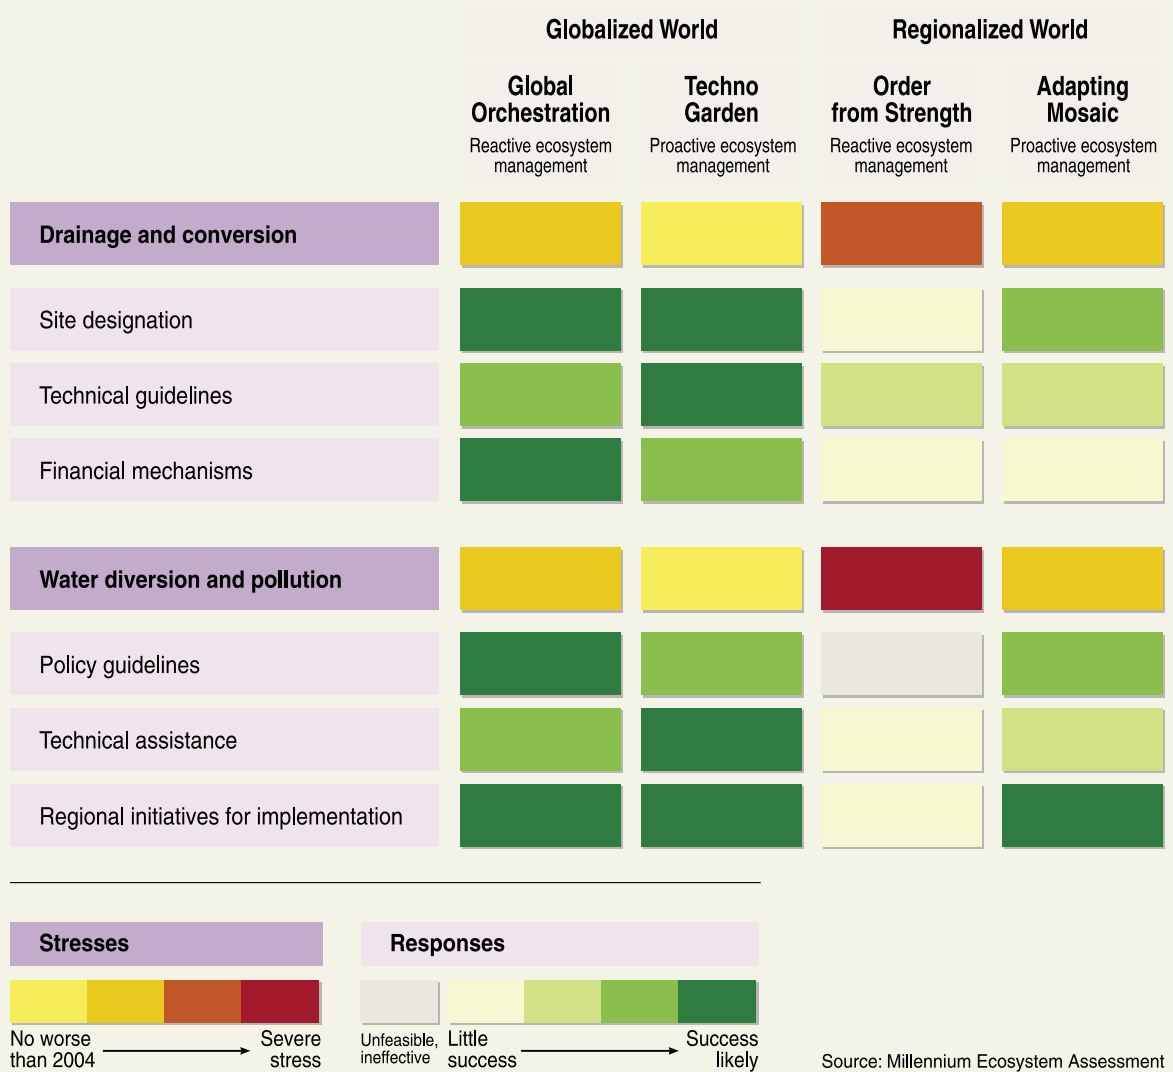 Globalized World
Regionalized World
Global
Orchestration
Reactive ecosystem
management
Techno
Garden
Proactive ecosystem
management
Order
from Strength
Reactive ecosystem
management
Adapting
Mosaic
Proactive ecosystem
management
Drainage and conversion
Site designation
Technical guidelines
Financial mechanisms
Water diversion and pollution
Policy guidelines
Technical assistance
Regional initiatives for implementation
Stresses
No worse
than 2004
Severe
stress
Responses
Unfeasible,
ineffective
Little
success
Success
likely
Source: Millennium Ecosystem Assessment